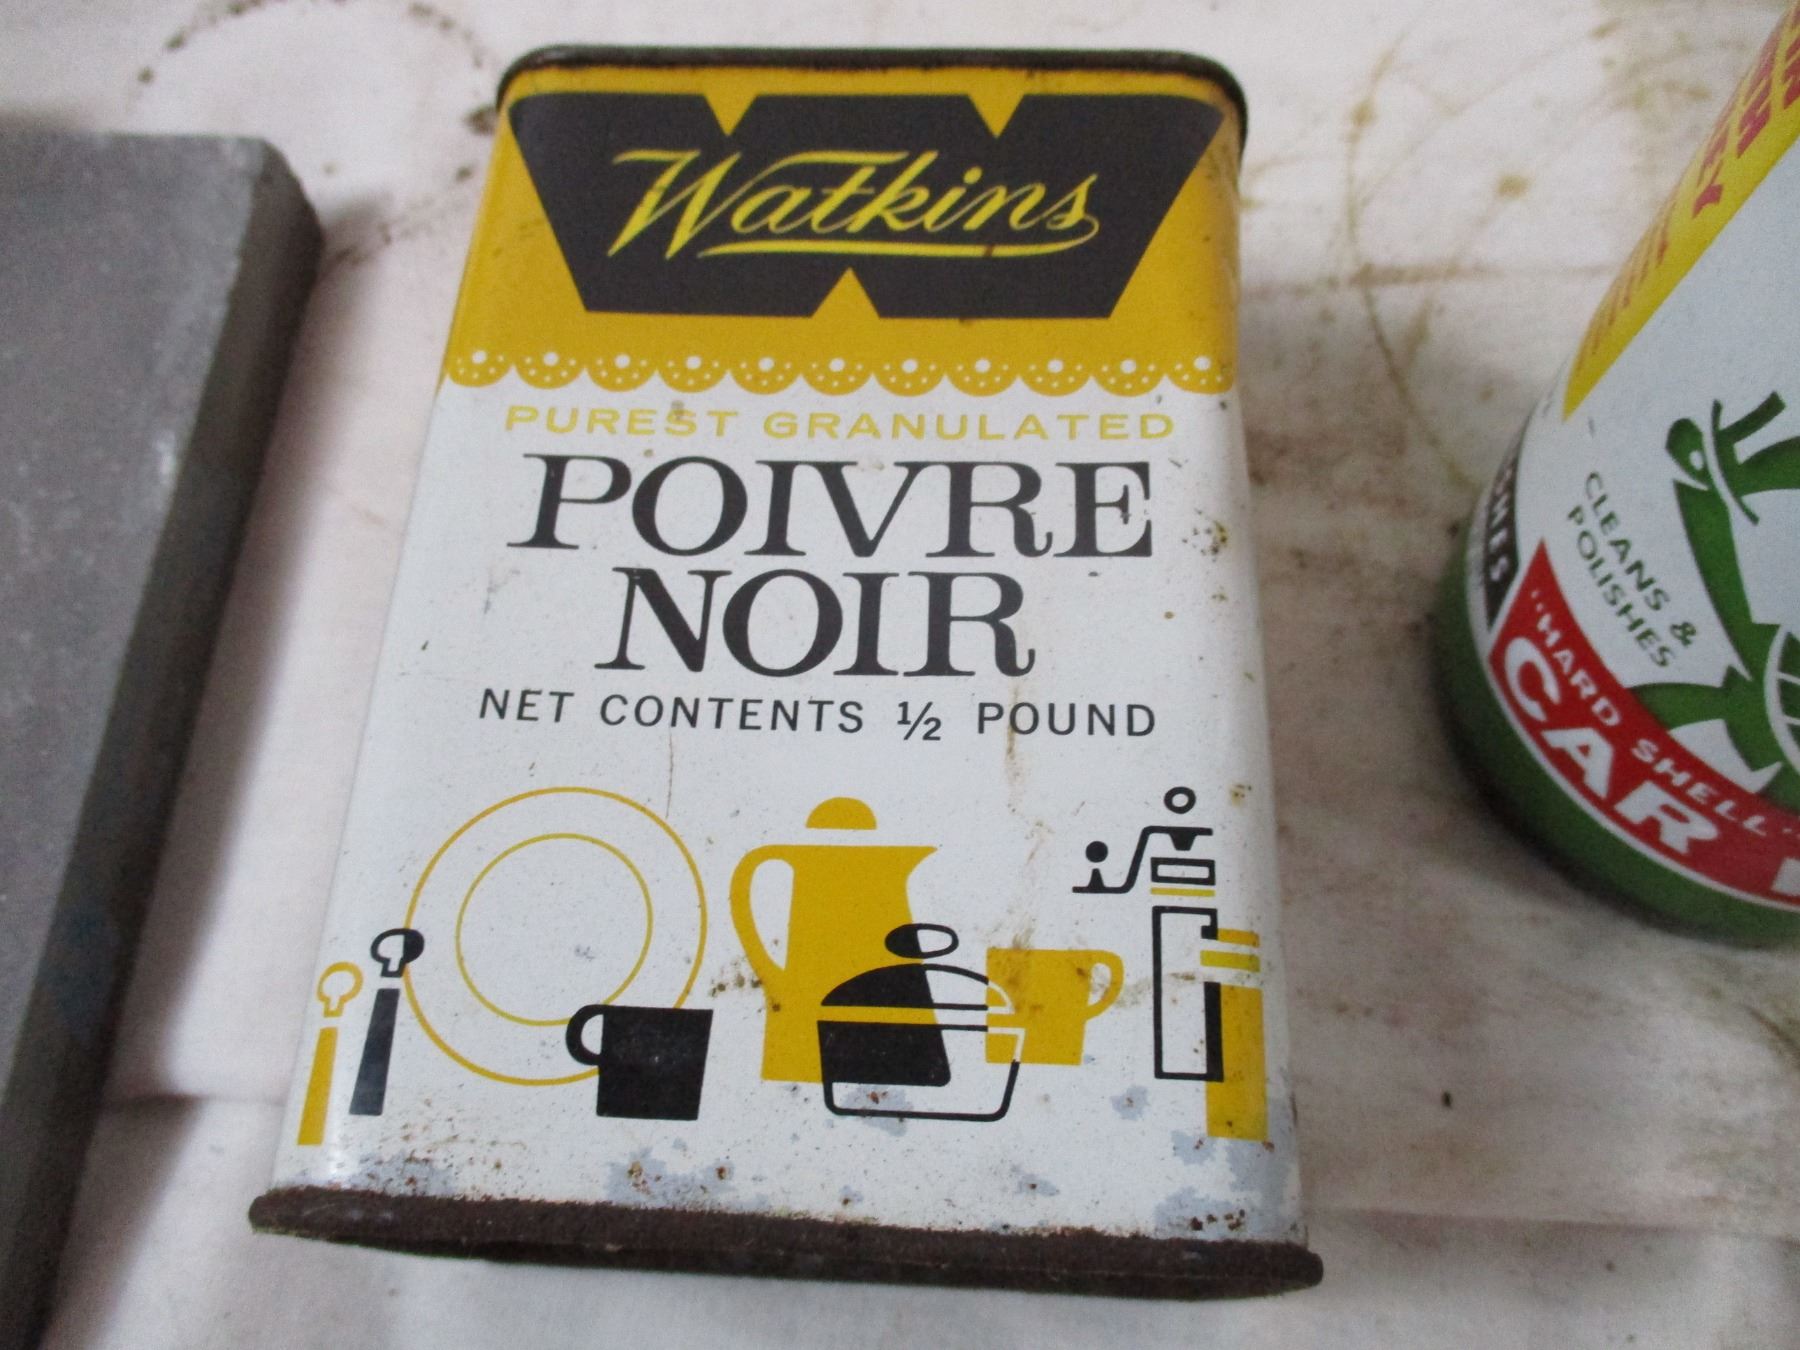 Watkins
PUREST GRANULATED
POIVRE
NOIR
NET CONTENTS ½ POUND
CLEANS &
POLISHES
"HARD SHELL"
CAR